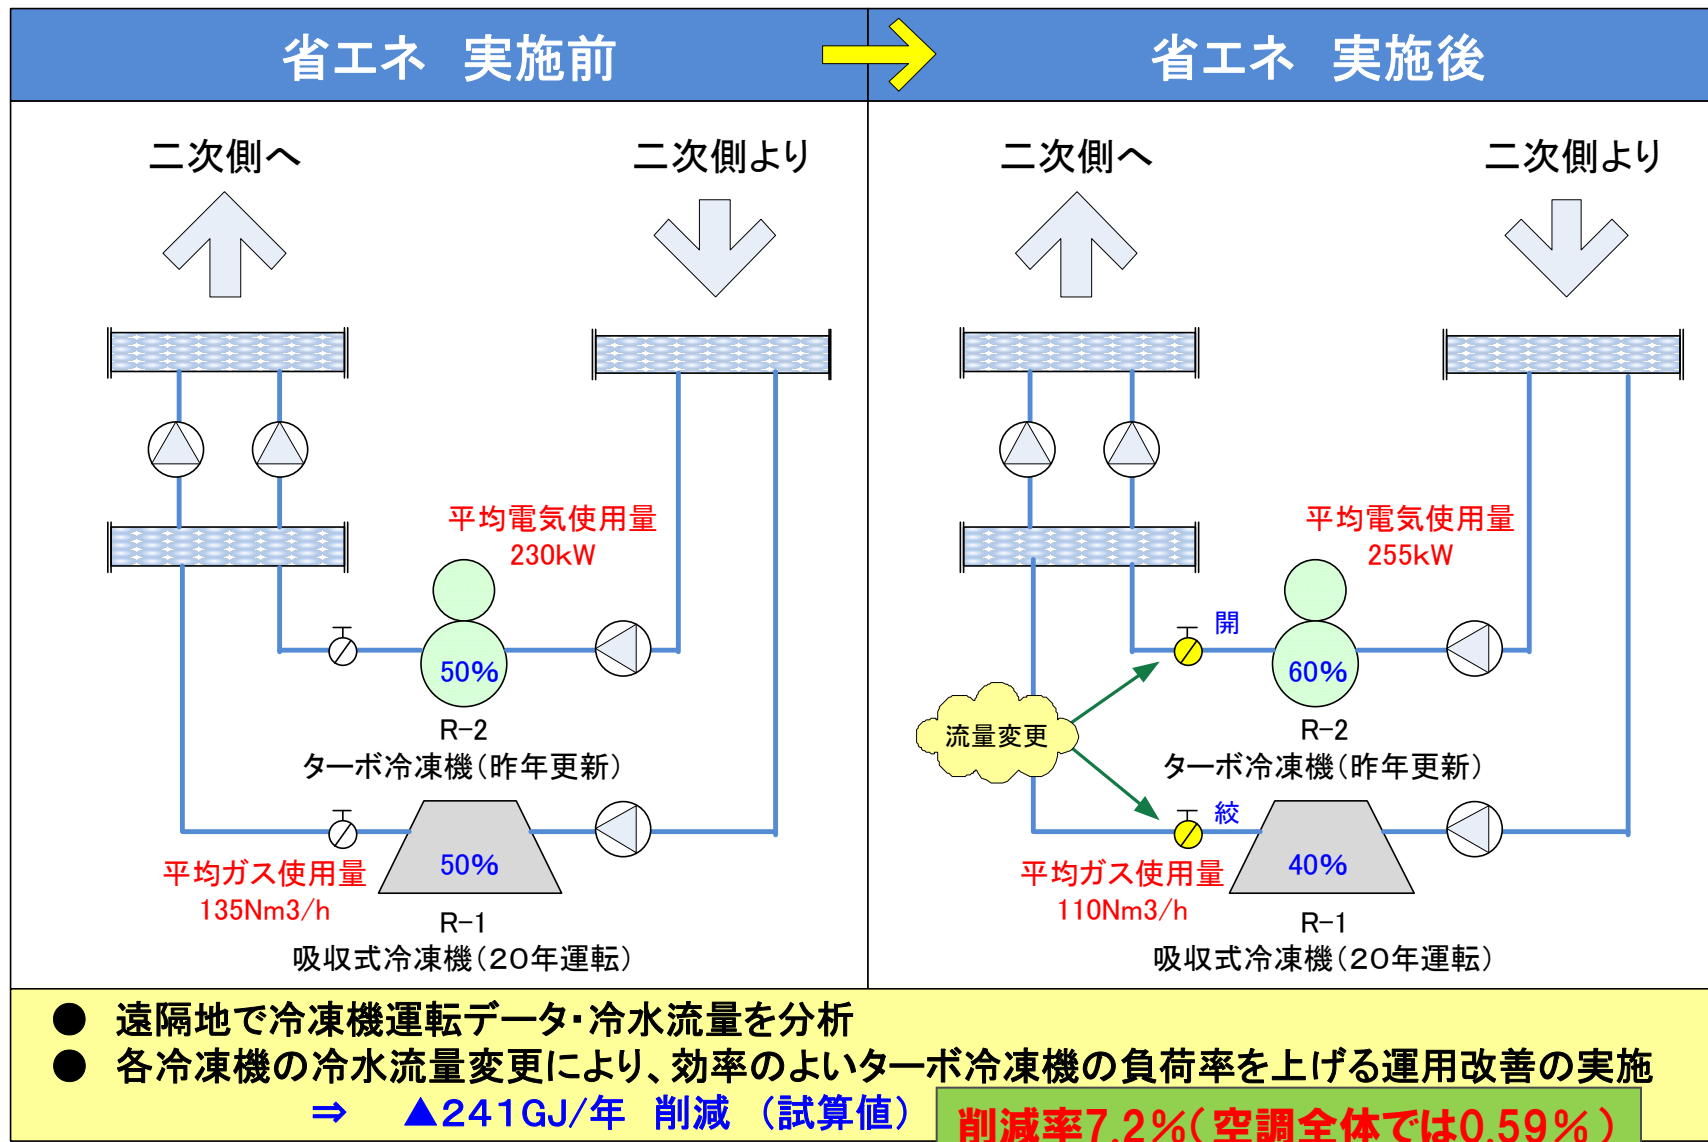 省エネ 実施前
省エネ 実施後
二次側へ
二次側より
平均電気使用量
230kW
50%
R-2
ターボ冷凍機(昨年更新)
平均ガス使用量
135Nm3/h
50%
R-1
吸収式冷凍機(20年運転)
二次側へ
二次側より
平均電気使用量
255kW
開
60%
流量変更
R-2
ターボ冷凍機(昨年更新)
絞
平均ガス使用量
110Nm3/h
40%
R-1
吸収式冷凍機(20年運転)
● 遠隔地で冷凍機運転データ・冷水流量を分析
● 各冷凍機の冷水流量変更により、効率のよいターボ冷凍機の負荷率を上げる運用改善の実施
⇒ ▲241GJ/年 削減 (試算値)
削減率7.2%(空調全体では0.59%)